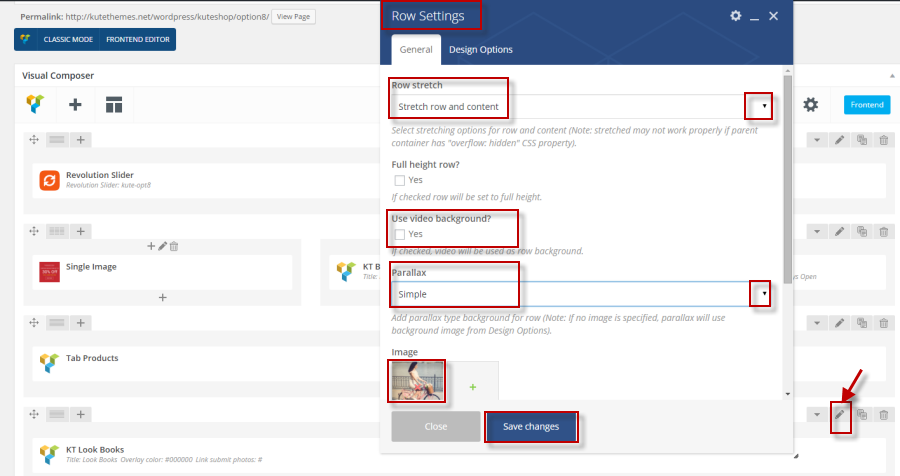 Permalink: http://kutethemes.net/wordpress/kuteshop/option8/ View Page
CLASSIC MODE FRONTEND EDITOR
Visual Composer
Frontend
Revolution Slider
Revolution Slider: kute-opt8
Single Image
KT B
Title:
s Open
Tab Products
KT Look Books
Title: Look Books Overlay color: #000000 Link submit photos: #
Row Settings
General Design Options
Row stretch
Stretch row and content
Select stretching options for row and content (Note: stretched may not work properly if parent
container has "overflow: hidden" CSS property).
Full height row?
Yes
If checked row will be set to full height.
Use video background?
Yes
If checked, video will be used as row background.
Parallax
Simple
Add parallax type background for row (Note: if no image is specified, parallax will use
background image from Design Options).
Image
Close Save changes